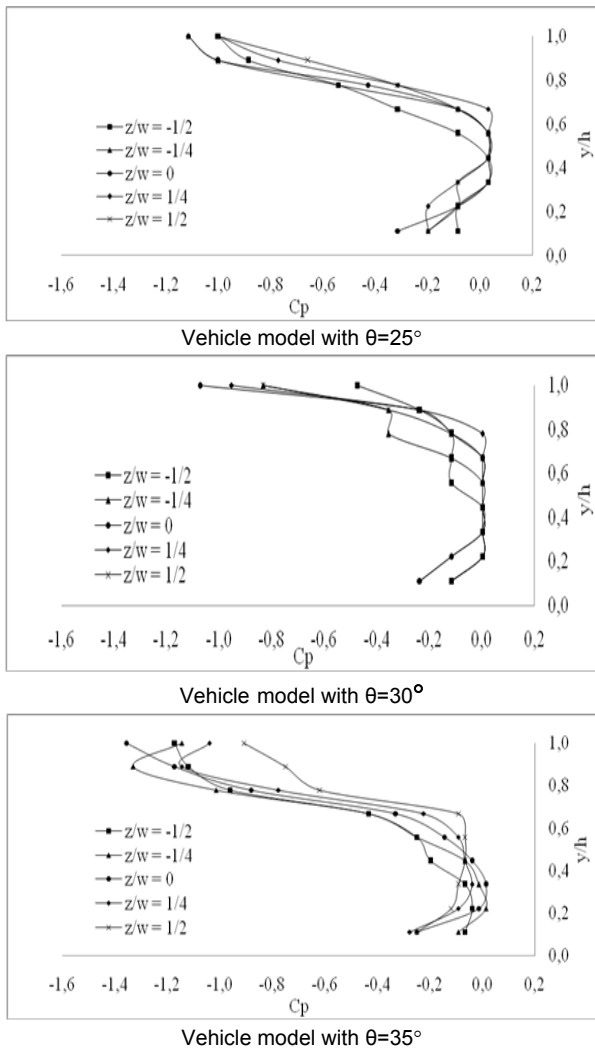 1,0
0,8
0,6
0,4
0,2
0,0
y/h
z/w = -1/2
z/w = -1/4
z/w = 0
z/w = 1/4
z/w = 1/2
-1,6 -1,4 -1,2 -1,0 -0,8 -0,6 -0,4 -0,2 0,0 0,2
Cp
Vehicle model with θ=25°
1,0
0,8
0,6
0,4
0,2
0,0
y/h
z/w = -1/2
z/w = -1/4
z/w = 0
z/w = 1/4
z/w = 1/2
-1,6 -1,4 -1,2 -1,0 -0,8 -0,6 -0,4 -0,2 0,0 0,2
Cp
Vehicle model with θ=30°
1,0
0,8
0,6
0,4
0,2
0,0
y/h
z/w = -1/2
z/w = -1/4
z/w = 0
z/w = 1/4
z/w = 1/2
-1,6 -1,4 -1,2 -1,0 -0,8 -0,6 -0,4 -0,2 0,0 0,2
Cp
Vehicle model with θ=35°